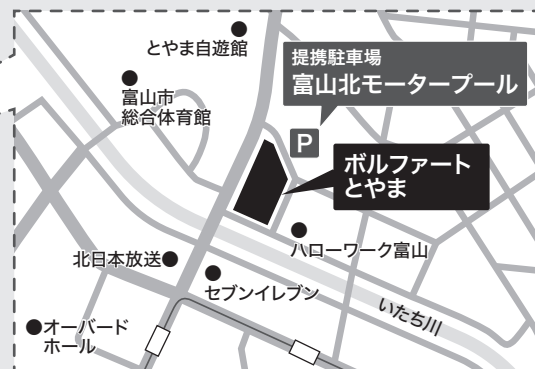 とやま自遊館
提携駐車場
富山北モータープール
富山市
総合体育館
P
ボルファート
とやま
ハローワーク富山
北日本放送
セブンイレブン
いたち川
オーバード
ホール